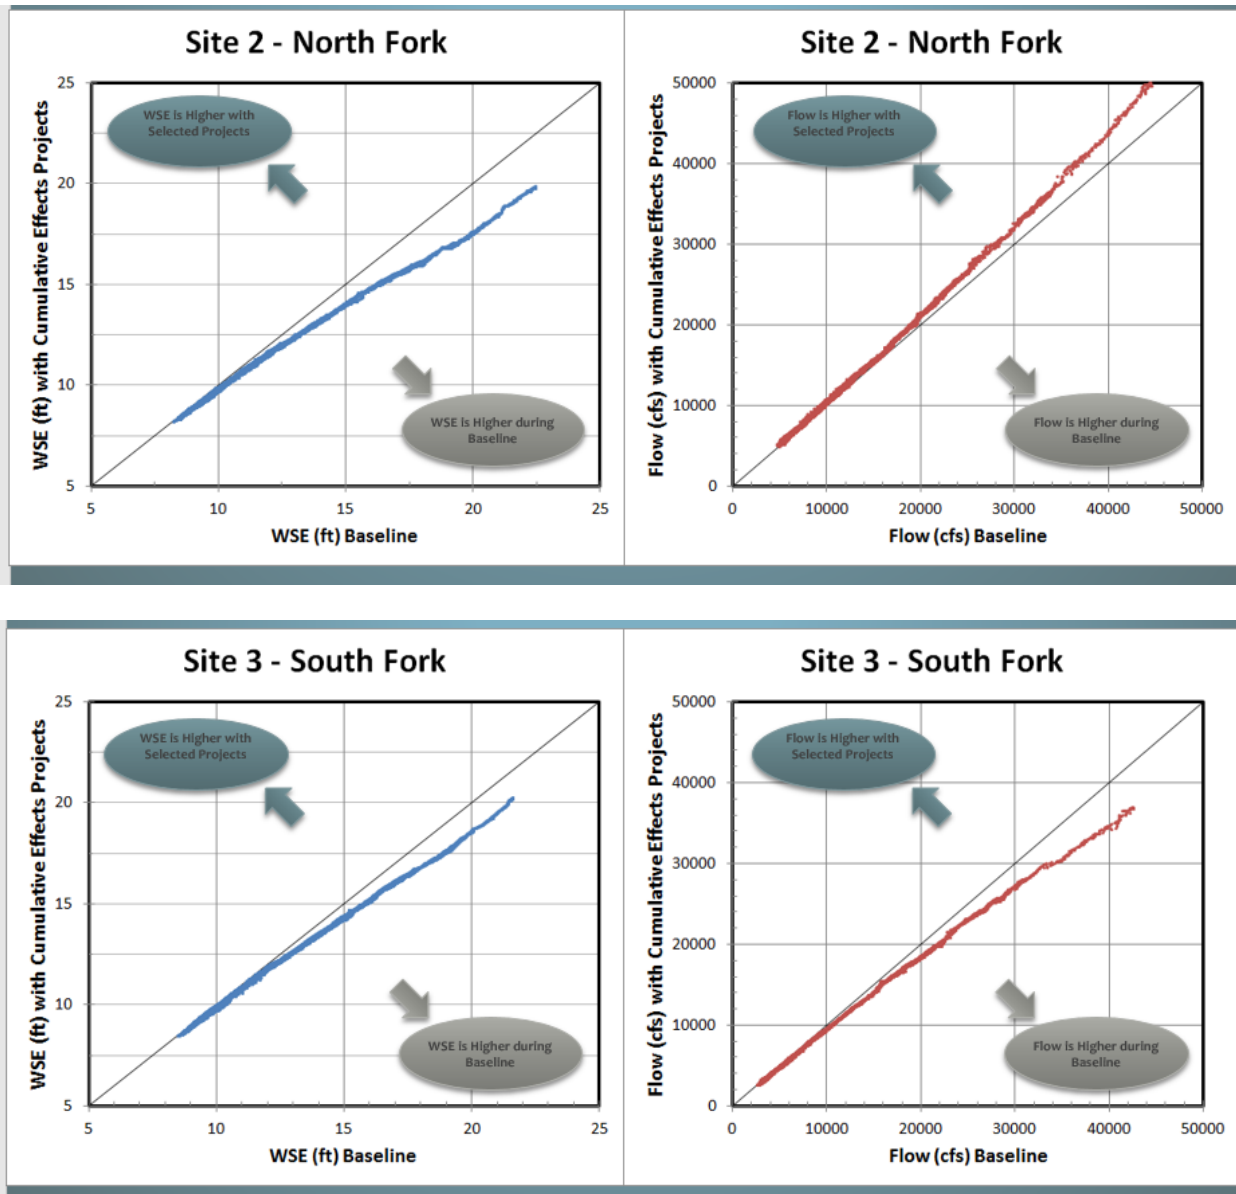 Site 2 - North Fork
WSE (ft) with Cumulative Effects Projects
25
20
15
10
5
WSE is Higher with
Selected Projects
WSE is Higher during
Baseline
5 10 15 20 25
WSE (ft) Baseline
Site 2 - North Fork
Flow (cfs) with Cumulative Effects Projects
50000
40000
30000
20000
10000
0
Flow is Higher with
Selected Projects
Flow is Higher during
Baseline
0 10000 20000 30000 40000 50000
Flow (cfs) Baseline
Site 3 - South Fork
WSE (ft) with Cumulative Effects Projects
25
20
15
10
5
WSE is Higher with
Selected Projects
WSE is Higher during
Baseline
5 10 15 20 25
WSE (ft) Baseline
Site 3 - South Fork
Flow (cfs) with Cumulative Effects Projects
50000
40000
30000
20000
10000
0
Flow is Higher with
Selected Projects
Flow is Higher during
Baseline
0 10000 20000 30000 40000 50000
Flow (cfs) Baseline